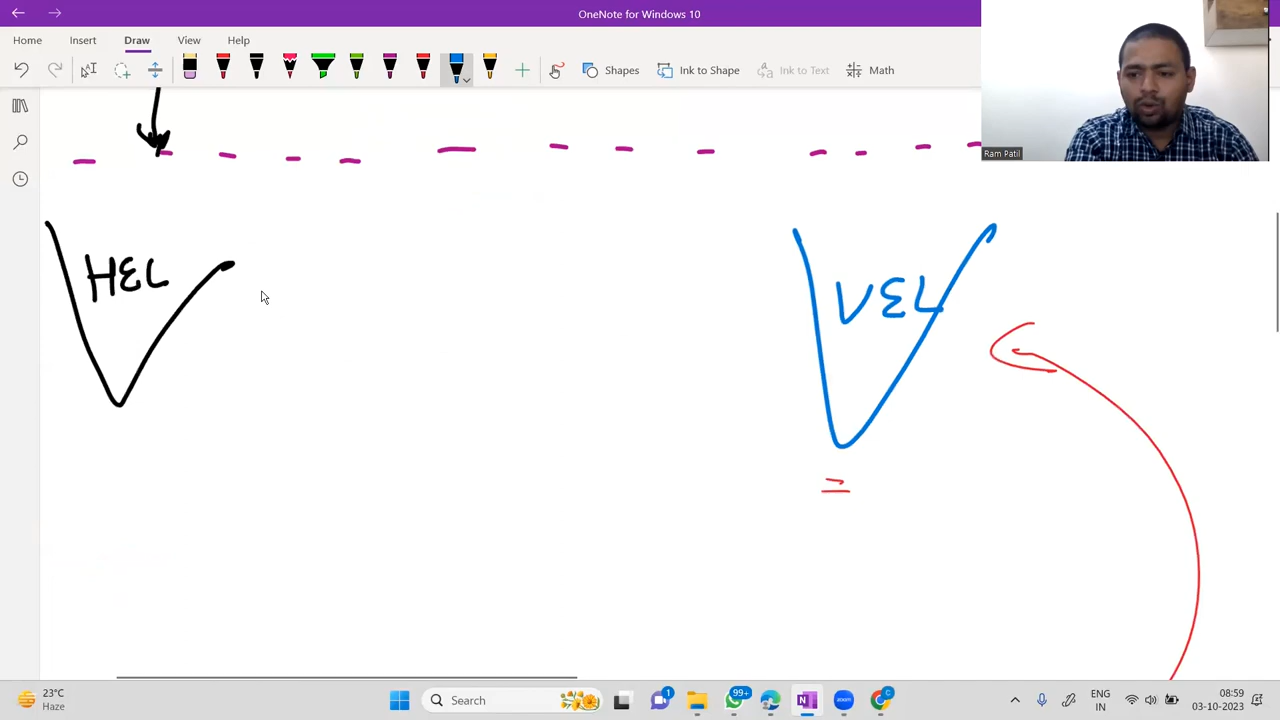 OneNote for Windows 10
Home Insert Draw View Help
Shapes Ink to Shape Ink to Text Math
Ram Patil
HEL
VEL
23°C
Haze
Search
99+
1
ENG
IN
08:59
03-10-2023